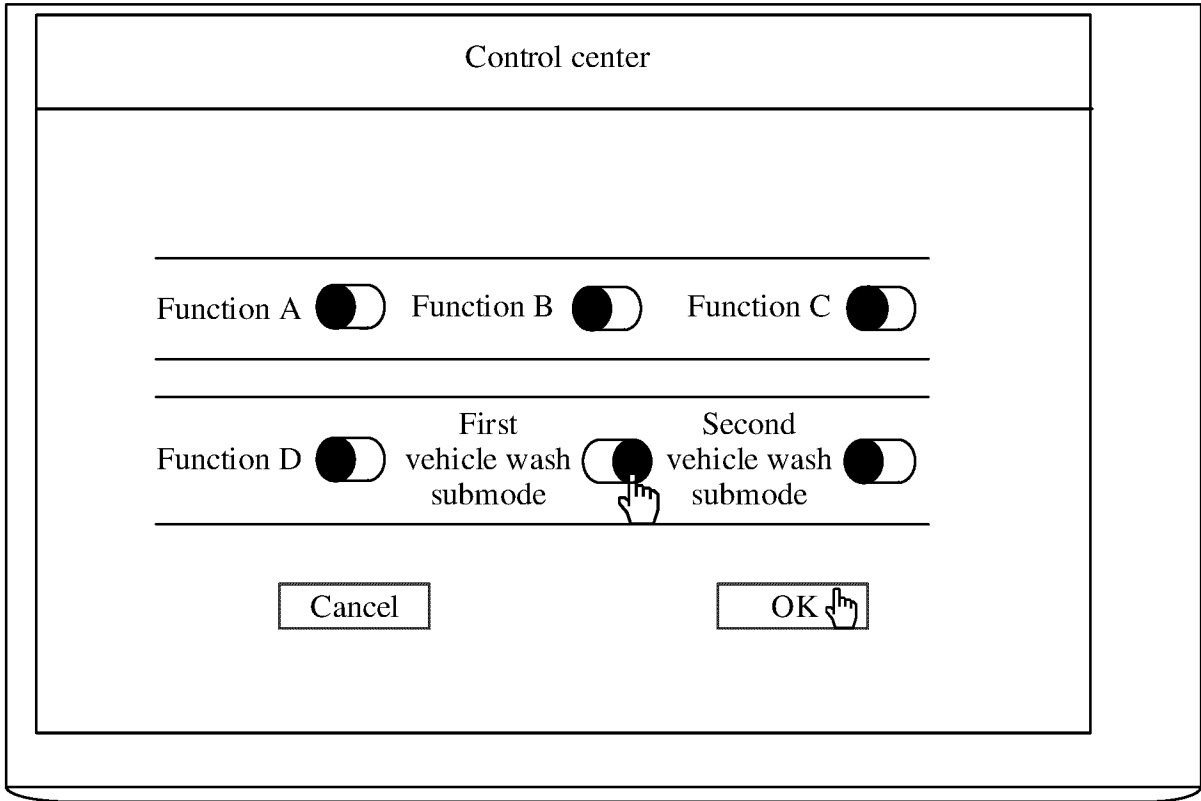 Control center
Function A
Function B
Function C
Function D
First
vehicle wash
submode
Second
vehicle wash
submode
Cancel
OK